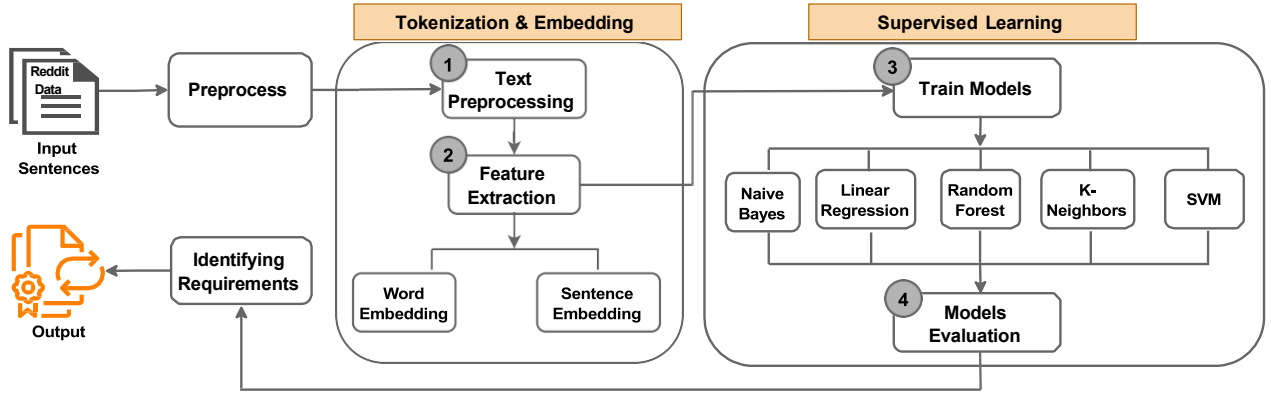 Tokenization & Embedding
Supervised Learning
Reddit
Data
Input
Sentences
Preprocess
1
Text
Preprocessing
2
Feature
Extraction
Word
Embedding
Sentence
Embedding
3
Train Models
Naive
Bayes
Linear
Regression
Random
Forest
K-
Neighbors
SVM
4
Models
Evaluation
Identifying
Requirements
Output